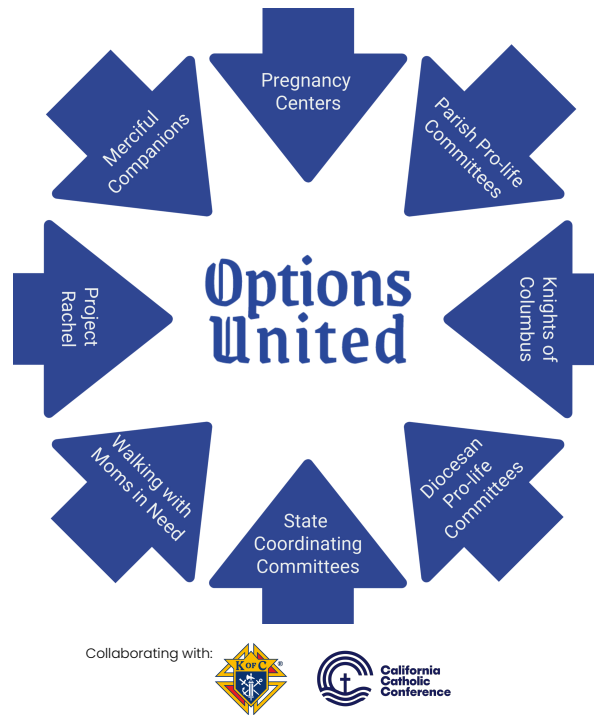 Pregnancy
Centers
Parish Pro-life
Committees
Knights of
Columbus
Diocesan
Pro-life
Committees
State
Coordinating
Committees
Walking with
Moms in Need
Project
Rachel
Merciful
Companions
Options
United
Collaborating with:
K OF C
®
California
Catholic
Conference